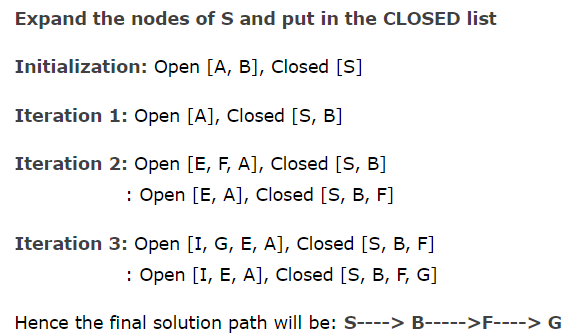 Expand the nodes of S and put in the CLOSED list
Initialization: Open [A, B], Closed [S]
Iteration 1: Open [A], Closed [S, B]
Iteration 2: Open [E, F, A], Closed [S, B]
: Open [E, A], Closed [S, B, F]
Iteration 3: Open [I, G, E, A], Closed [S, B, F]
: Open [I, E, A], Closed [S, B, F, G]
Hence the final solution path will be: S----> B----->F----> G